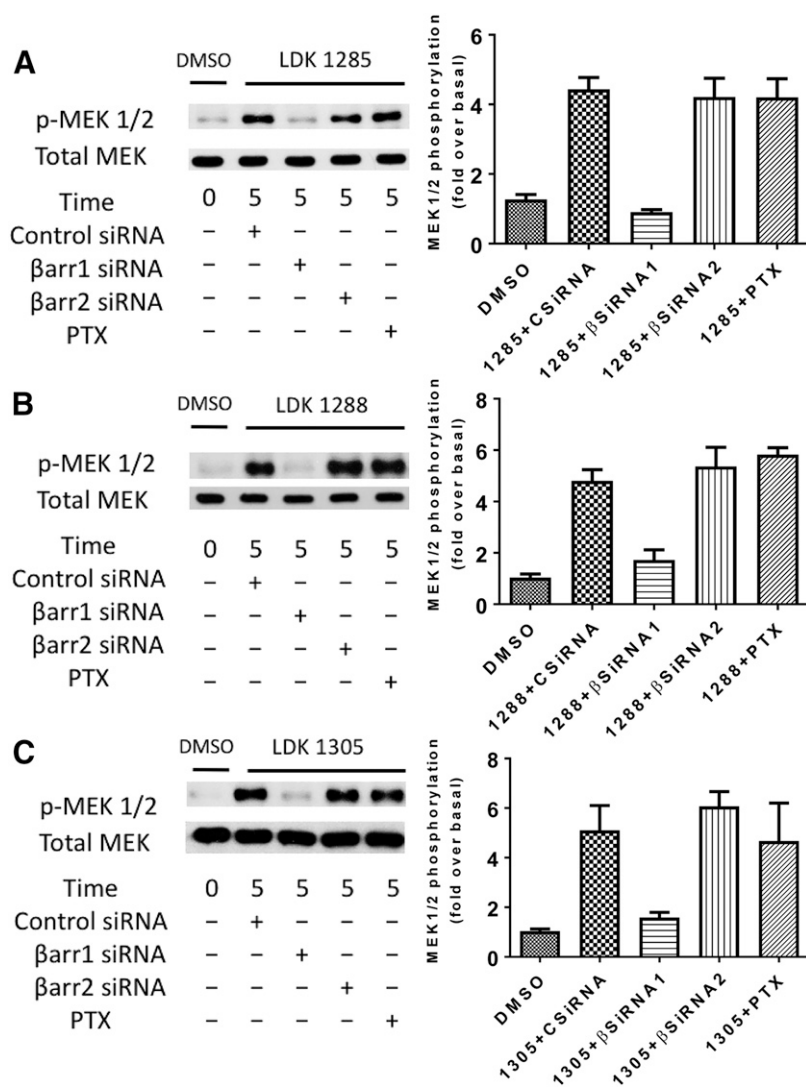 A
DMSO LDK 1285
p-MEK 1/2
Total MEK
Time 0 5 5 5 5
Control siRNA – + – – –
βarr1 siRNA – – + – –
βarr2 siRNA – – – + –
PTX – – – – +
MEK1/2 phosphorylation
(fold over basal)
6
4
2
0
DMSO
1285+CSiRNA
1285+βSiRNA1
1285+βSiRNA2
1285+PTX
B
DMSO LDK 1288
p-MEK 1/2
Total MEK
Time 0 5 5 5 5
Control siRNA – + – – –
βarr1 siRNA – – + – –
βarr2 siRNA – – – + –
PTX – – – – +
MEK1/2 phosphorylation
(fold over basal)
8
6
4
2
0
DMSO
1288+CSiRNA
1288+βSiRNA1
1288+βSiRNA2
1288+PTX
C
DMSO LDK 1305
p-MEK 1/2
Total MEK
Time 0 5 5 5 5
Control siRNA – + – – –
βarr1 siRNA – – + – –
βarr2 siRNA – – – + –
PTX – – – – +
MEK1/2 phosphorylation
(fold over basal)
8
6
4
2
0
DMSO
1305+CSiRNA
1305+βSiRNA1
1305+βSiRNA2
1305+PTX